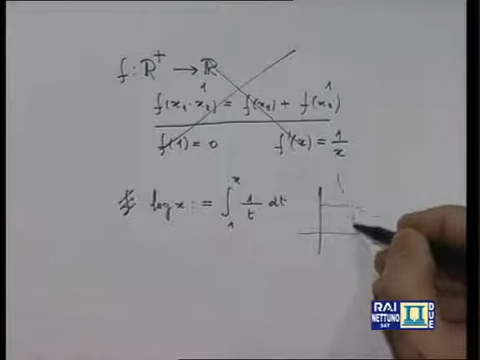 f : ℝ⁺ → ℝ
f(x₁ · x₂) = f(x₁) + f(x₂)
f(1) = 0 f'(x) = 1/x
log x := ∫₁ˣ 1/t dt
RAI
NETTUNO
SAT
DUE